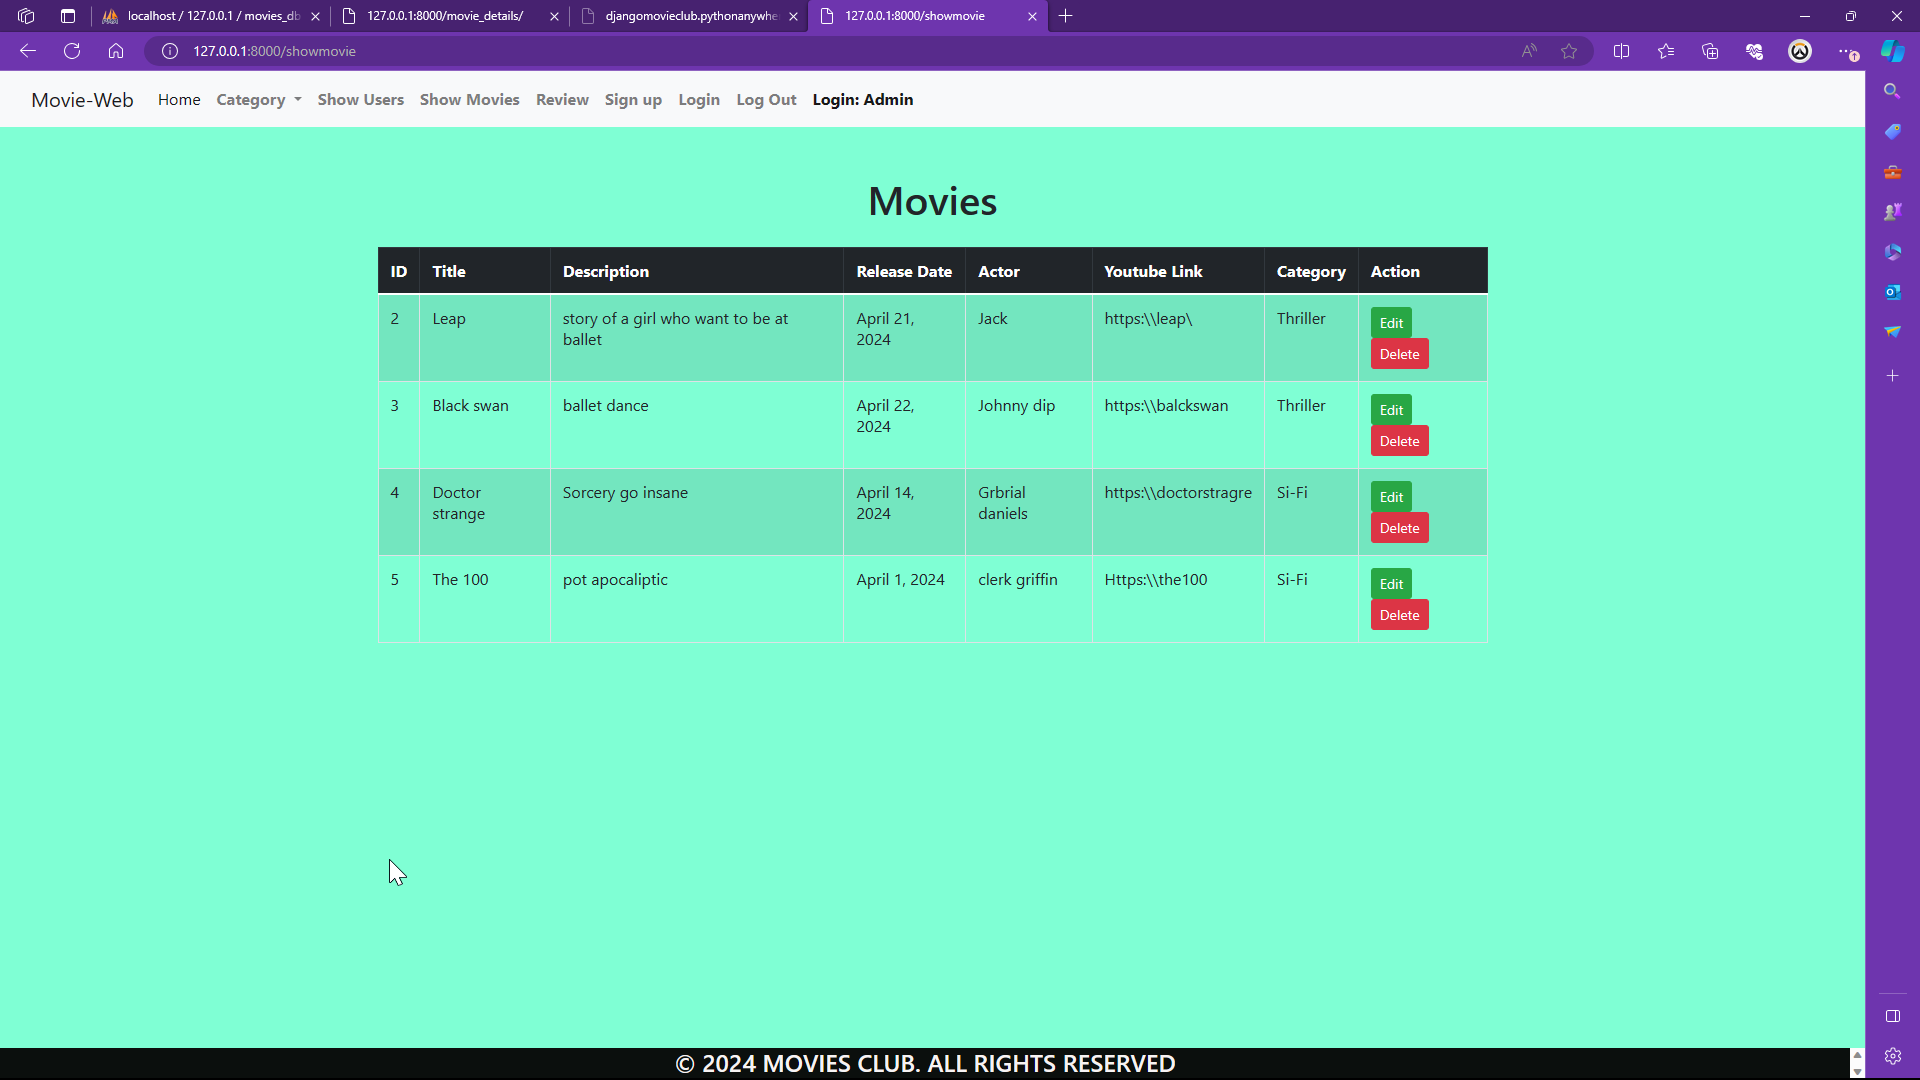 localhost / 127.0.0.1 / movies_db
127.0.0.1:8000/movie_details/
djangomovieclub.pythonanywhe
127.0.0.1:8000/showmovie
127.0.0.1:8000/showmovie
Movie-Web Home Category Show Users Show Movies Review Sign up Login Log Out Login: Admin
Movies
ID Title Description Release Date Actor Youtube Link Category Action
2 Leap story of a girl who want to be at April 21, Jack https:\\leap\ Thriller Edit
ballet 2024 Delete
3 Black swan ballet dance April 22, Johnny dip https:\\balckswan Thriller Edit
2024 Delete
4 Doctor Sorcery go insane April 14, Grbrial https:\\doctorstragre Si-Fi Edit
strange 2024 daniels Delete
5 The 100 pot apocaliptic April 1, 2024 clerk griffin Https:\\the100 Si-Fi Edit
Delete
© 2024 MOVIES CLUB. ALL RIGHTS RESERVED